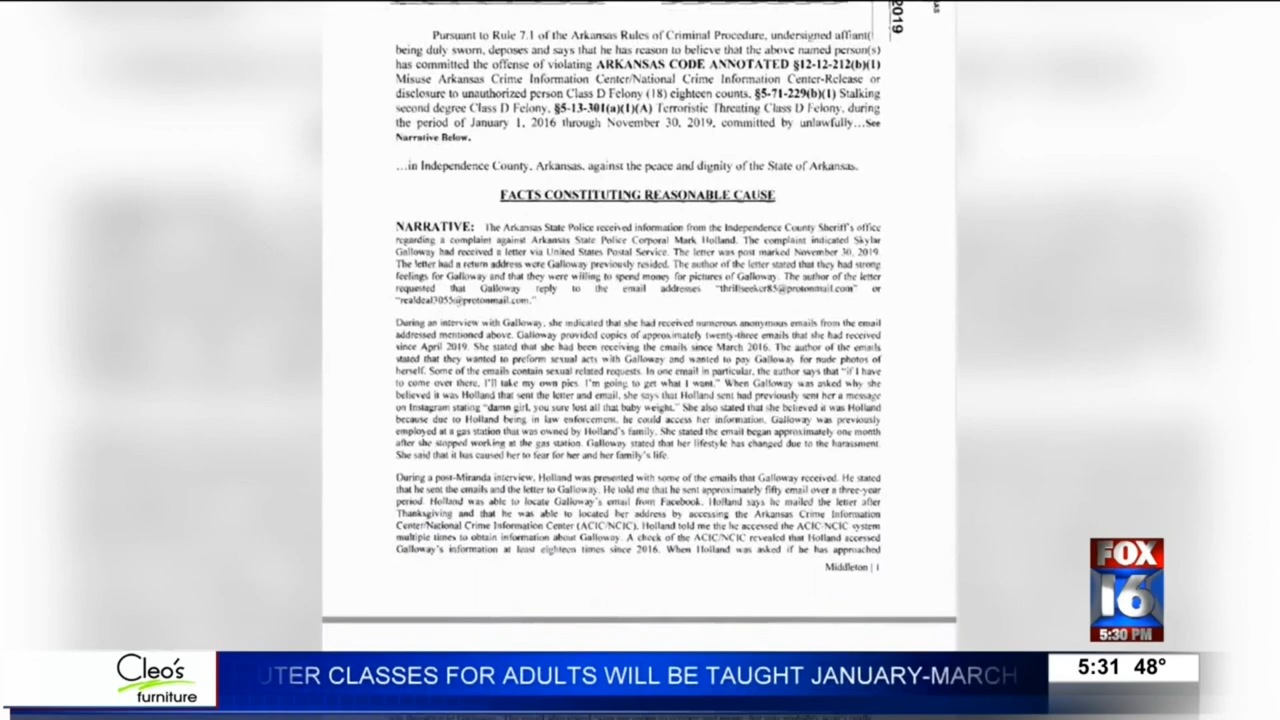 2019
Pursuant to Rule 7.1 of the Arkansas Rules of Criminal Procedure, undersigned affiant(
being duly sworn, deposes and says that he has reason to believe that the above named person(s)
has committed the offense of violating ARKANSAS CODE ANNOTATED §12-12-212(b)(1)
Misuse Arkansas Crime Information Center/National Crime Information Center-Release or
disclosure to unauthorized person Class D Felony (18) eighteen counts, §5-71-229(b)(1) Stalking
second degree Class D Felony, §5-13-301(a)(1)(A) Terroristic Threating Class D Felony, during
the period of January 1, 2016 through November 30, 2019, committed by unlawfully…See
Narrative Below.
…in Independence County, Arkansas, against the peace and dignity of the State of Arkansas.
FACTS CONSTITUTING REASONABLE CAUSE
NARRATIVE: The Arkansas State Police received information from the Independence County Sheriff's office
regarding a complaint against Arkansas State Police Corporal Mark Holland. The complaint indicated Skylar
Galloway had received a letter via United States Postal Service. The letter was post marked November 30, 2019.
The letter had a return address were Galloway previously resided. The author of the letter stated that they had strong
feelings for Galloway and that they were willing to spend money for pictures of Galloway. The author of the letter
requested that Galloway reply to the email addresses "thrillseeker85@protonmail.com" or
"realdeal3055@protonmail.com."
During an interview with Galloway, she indicated that she had received numerous anonymous emails from the email
addressed mentioned above. Galloway provided copies of approximately twenty-three emails that she had received
since April 2019. She stated that she had been receiving the emails since March 2016. The author of the emails
stated that they wanted to preform sexual acts with Galloway and wanted to pay Galloway for nude photos of
herself. Some of the emails contain sexual related requests. In one email in particular, the author says that "if I have
to come over there, I'll take my own pics. I'm going to get what I want." When Galloway was asked why she
believed it was Holland that sent the letter and email, she says that Holland sent had previously sent her a message
on Instagram stating "damn girl, you sure lost all that baby weight." She also stated that she believed it was Holland
because due to Holland being in law enforcement, he could access her information. Galloway was previously
employed at a gas station that was owned by Holland's family. She stated the email began approximately one month
after she stopped working at the gas station. Galloway stated that her lifestyle has changed due to the harassment.
She said that it has caused her to fear for her and her family's life.
During a post-Miranda interview, Holland was presented with some of the emails that Galloway received. He stated
that he sent the emails and the letter to Galloway. He told me that he sent approximately fifty email over a three-year
period. Holland was able to locate Galloway's email from Facebook. Holland says he mailed the letter after
Thanksgiving and that he was able to located her address by accessing the Arkansas Crime Information
Center/National Crime Information Center (ACIC/NCIC). Holland told me the he accessed the ACIC/NCIC system
multiple times to obtain information about Galloway. A check of the ACIC/NCIC revealed that Holland accessed
Galloway's information at least eighteen times since 2016. When Holland was asked if he has approached
Middleton | 1
FOX
16
5:30 PM
Cleo's
furniture
UTER CLASSES FOR ADULTS WILL BE TAUGHT JANUARY-MARCH
5:31 48°